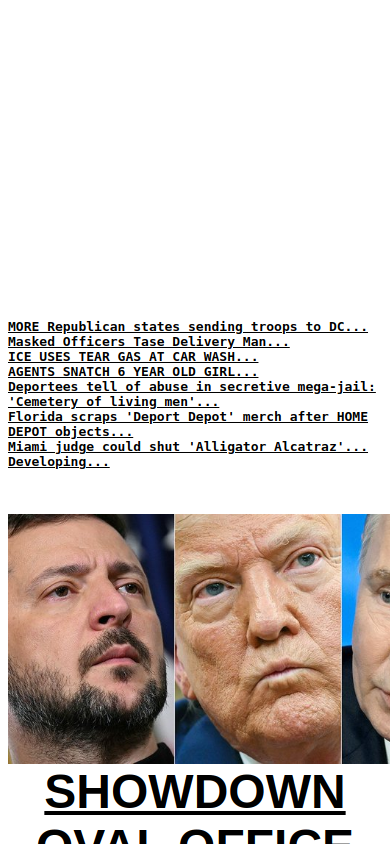 MORE Republican states sending troops to DC...
Masked Officers Tase Delivery Man...
ICE USES TEAR GAS AT CAR WASH...
AGENTS SNATCH 6 YEAR OLD GIRL...
Deportees tell of abuse in secretive mega-jail:
'Cemetery of living men'...
Florida scraps 'Deport Depot' merch after HOME
DEPOT objects...
Miami judge could shut 'Alligator Alcatraz'...
Developing...
SHOWDOWN
OVAL OFFICE